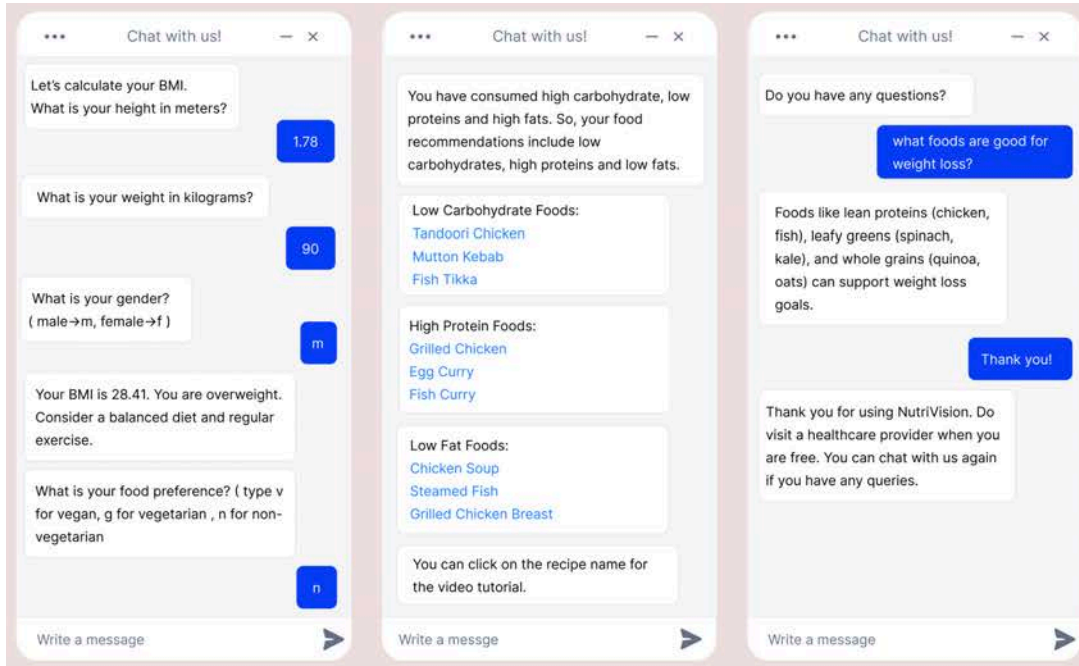 Chat with us!
Let's calculate your BMI.
What is your height in meters?
1.78
What is your weight in kilograms?
90
What is your gender?
( male→m, female→f )
m
Your BMI is 28.41. You are overweight.
Consider a balanced diet and regular
exercise.
What is your food preference? ( type v
for vegan, g for vegetarian , n for non-
vegetarian
n
Write a message
Chat with us!
You have consumed high carbohydrate, low
proteins and high fats. So, your food
recommendations include low
carbohydrates, high proteins and low fats.
Low Carbohydrate Foods:
Tandoori Chicken
Mutton Kebab
Fish Tikka
High Protein Foods:
Grilled Chicken
Egg Curry
Fish Curry
Low Fat Foods:
Chicken Soup
Steamed Fish
Grilled Chicken Breast
You can click on the recipe name for
the video tutorial.
Write a messge
Chat with us!
Do you have any questions?
what foods are good for
weight loss?
Foods like lean proteins (chicken,
fish), leafy greens (spinach,
kale), and whole grains (quinoa,
oats) can support weight loss
goals.
Thank you!
Thank you for using NutriVision. Do
visit a healthcare provider when you
are free. You can chat with us again
if you have any queries.
Write a message